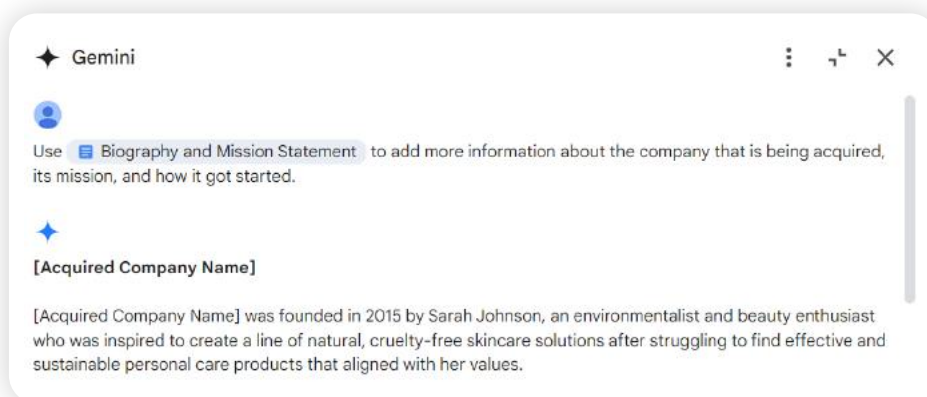 Gemini
Use Biography and Mission Statement to add more information about the company that is being acquired,
its mission, and how it got started.
[Acquired Company Name]
[Acquired Company Name] was founded in 2015 by Sarah Johnson, an environmentalist and beauty enthusiast
who was inspired to create a line of natural, cruelty-free skincare solutions after struggling to find effective and
sustainable personal care products that aligned with her values.